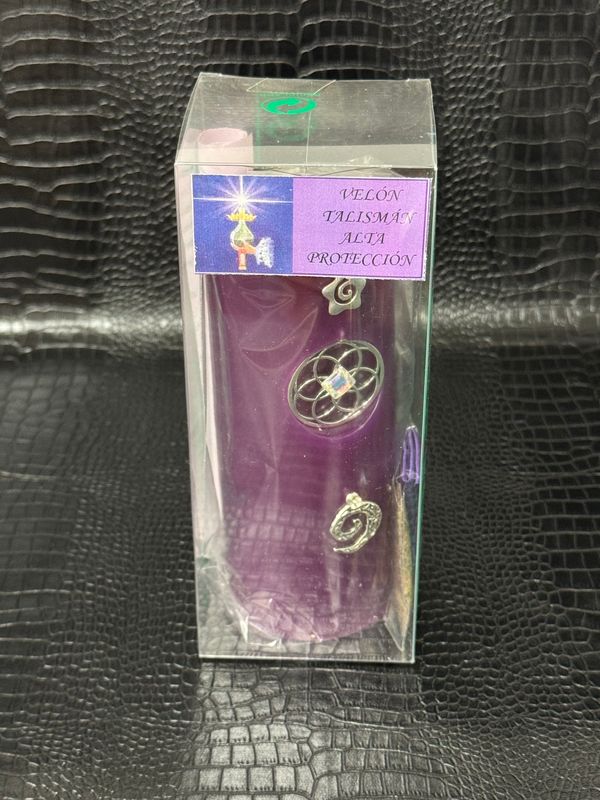 VELÓN
TALISMÁN
ALTA
PROTECCIÓN